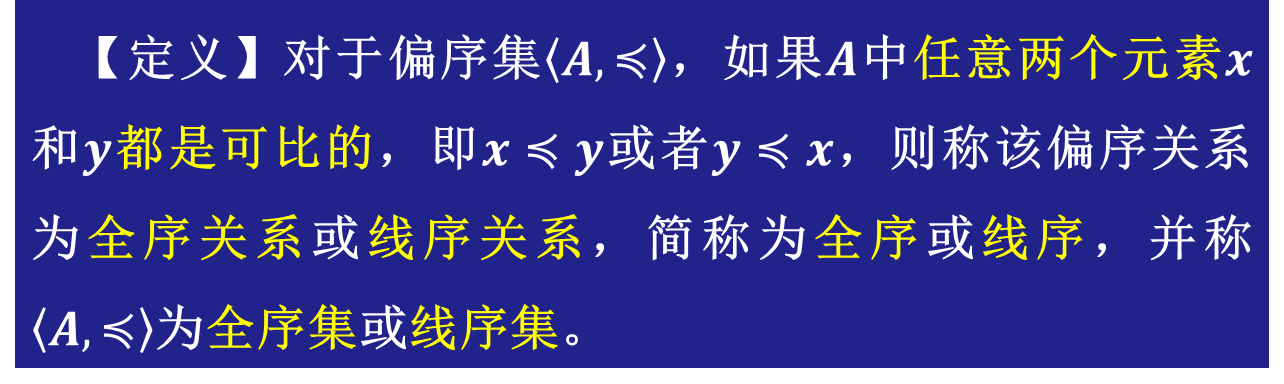 【定义】对于偏序集⟨A,≼⟩，如果A中任意两个元素x
和y都是可比的，即x ≼ y或者y ≼ x，则称该偏序关系
为全序关系或线序关系，简称为全序或线序，并称
⟨A,≼⟩为全序集或线序集。